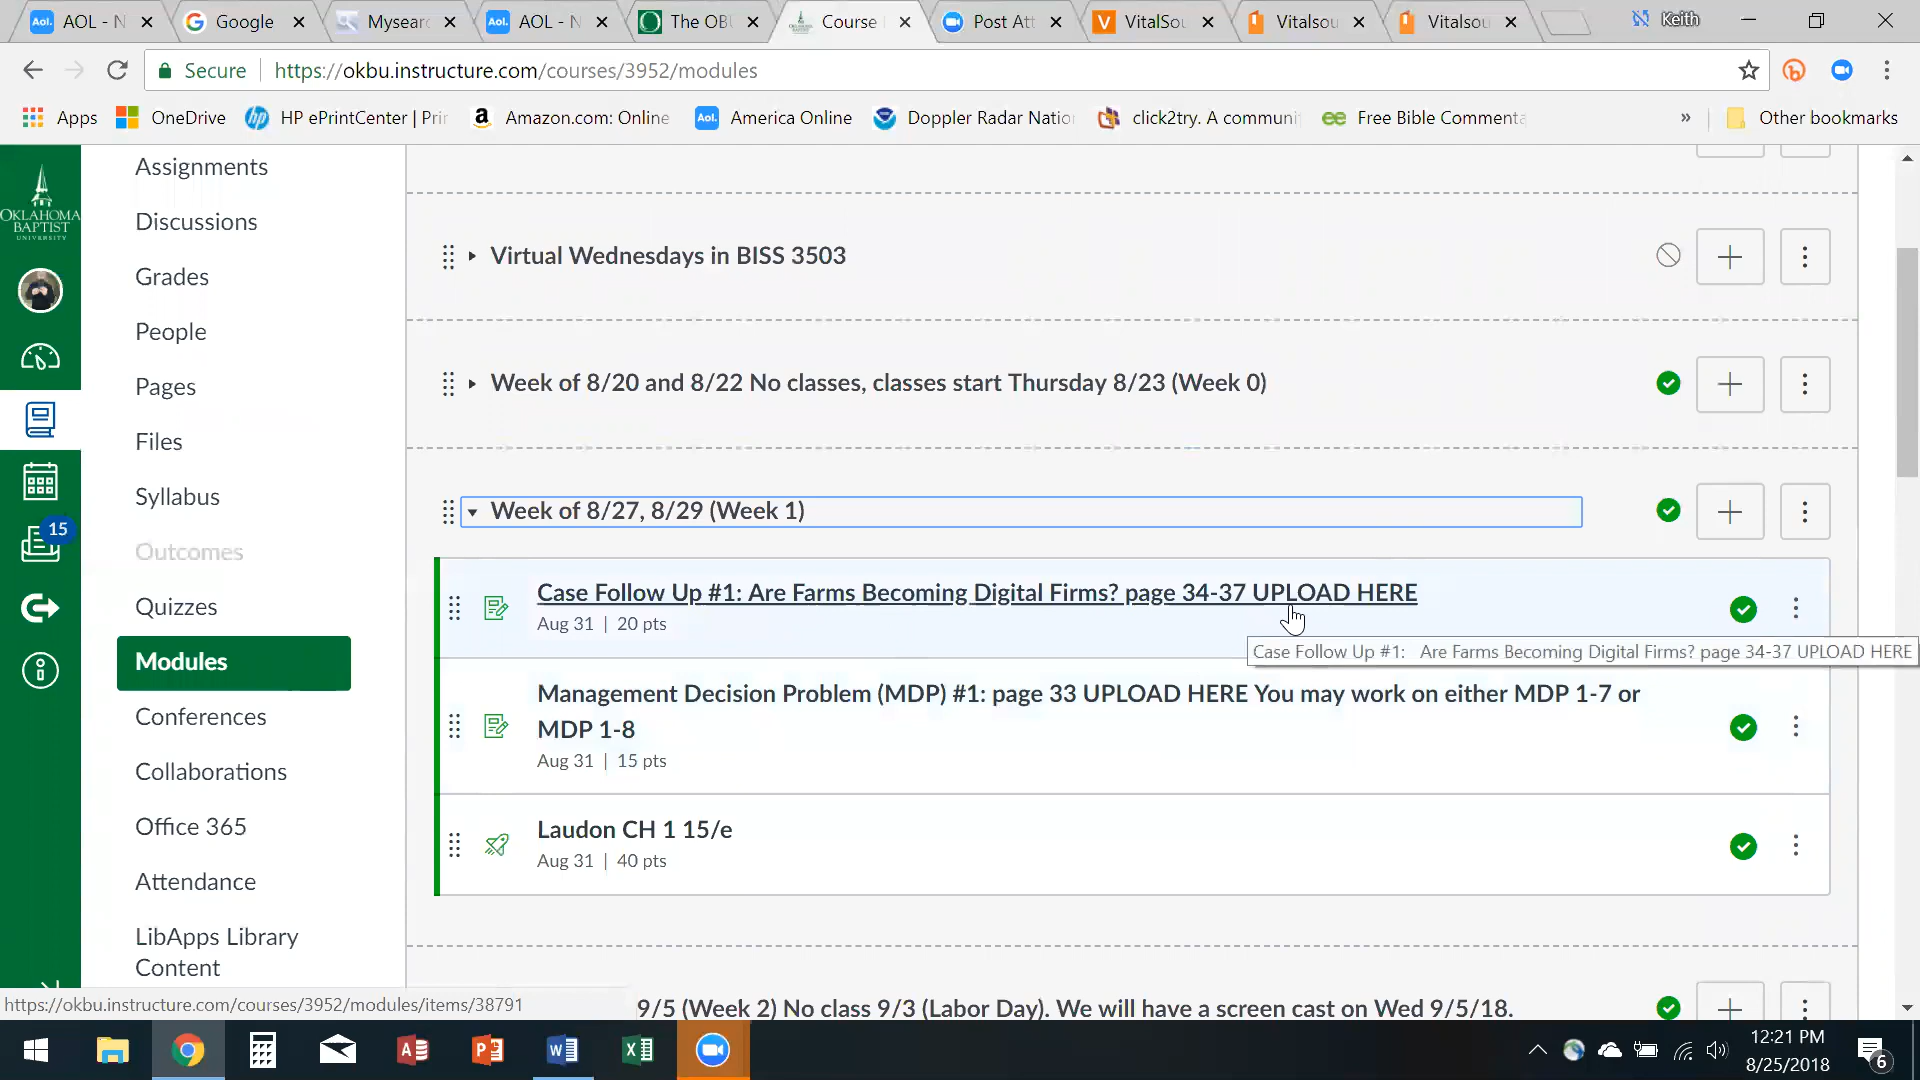 AOL - N
Google
Mysearc
AOL - N
The OBU
Course
Post Att
VitalSou
Vitalsou
Vitalsou
Keith
Secure
https://okbu.instructure.com/courses/3952/modules
Apps
OneDrive
HP ePrintCenter | Prin
Amazon.com: Online
America Online
Doppler Radar Nation
click2try. A communi
Free Bible Commenta
»
Other bookmarks
OKLAHOMA
BAPTIST
UNIVERSITY
15
Assignments
Discussions
Grades
People
Pages
Files
Syllabus
Outcomes
Quizzes
Modules
Conferences
Collaborations
Office 365
Attendance
LibApps Library
Content
Virtual Wednesdays in BISS 3503
Week of 8/20 and 8/22 No classes, classes start Thursday 8/23 (Week 0)
Week of 8/27, 8/29 (Week 1)
Case Follow Up #1: Are Farms Becoming Digital Firms? page 34-37 UPLOAD HERE
Aug 31 | 20 pts
Case Follow Up #1: Are Farms Becoming Digital Firms? page 34-37 UPLOAD HERE
Management Decision Problem (MDP) #1: page 33 UPLOAD HERE You may work on either MDP 1-7 or
MDP 1-8
Aug 31 | 15 pts
Laudon CH 1 15/e
Aug 31 | 40 pts
9/5 (Week 2) No class 9/3 (Labor Day). We will have a screen cast on Wed 9/5/18.
https://okbu.instructure.com/courses/3952/modules/items/38791
12:21 PM
8/25/2018
6